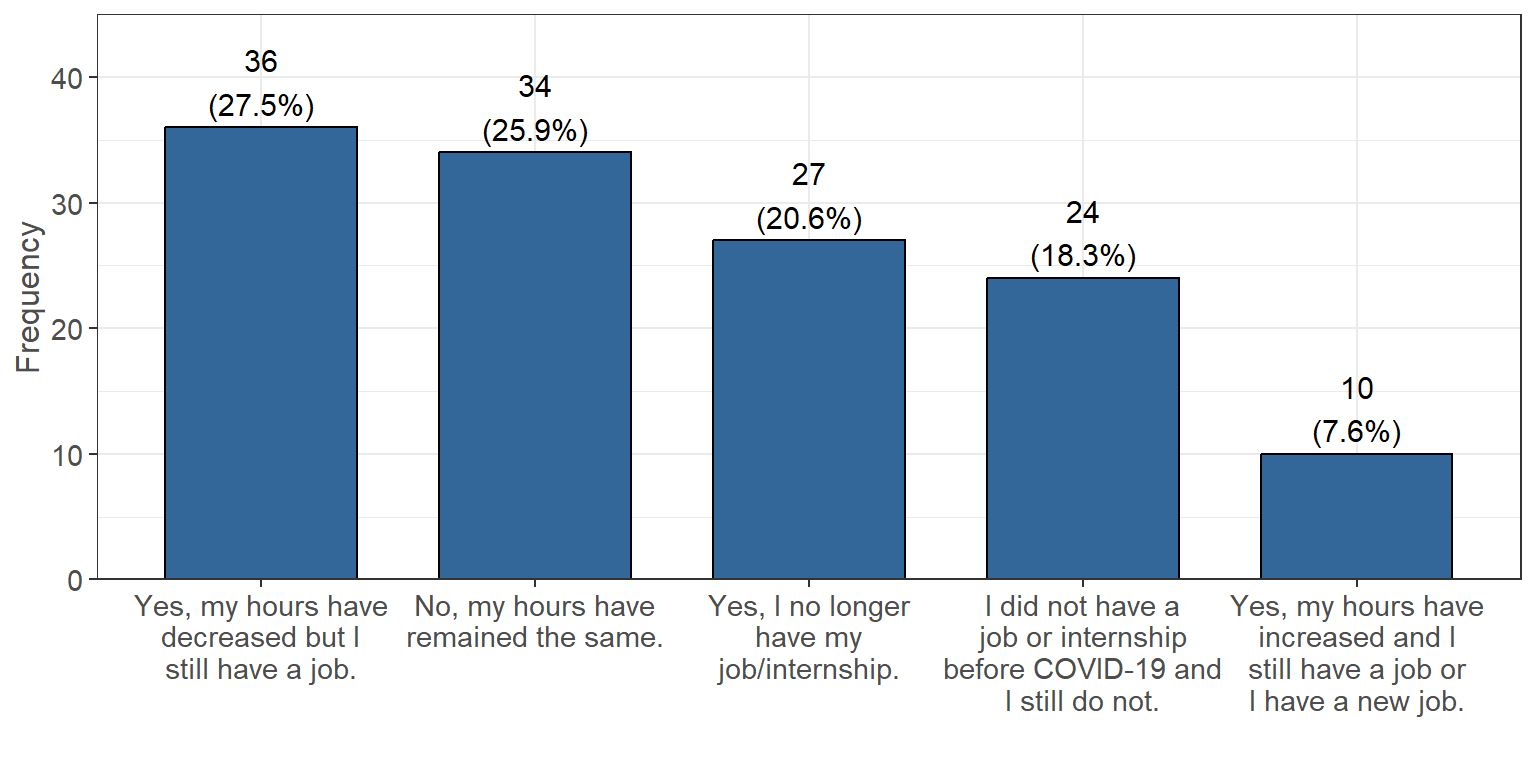 36
(27.5%)
34
(25.9%)
27
(20.6%)
24
(18.3%)
10
(7.6%)
Frequency
40
30
20
10
0
Yes, my hours have
decreased but I
still have a job.
No, my hours have
remained the same.
Yes, I no longer
have my
job/internship.
I did not have a
job or internship
before COVID-19 and
I still do not.
Yes, my hours have
increased and I
still have a job or
I have a new job.